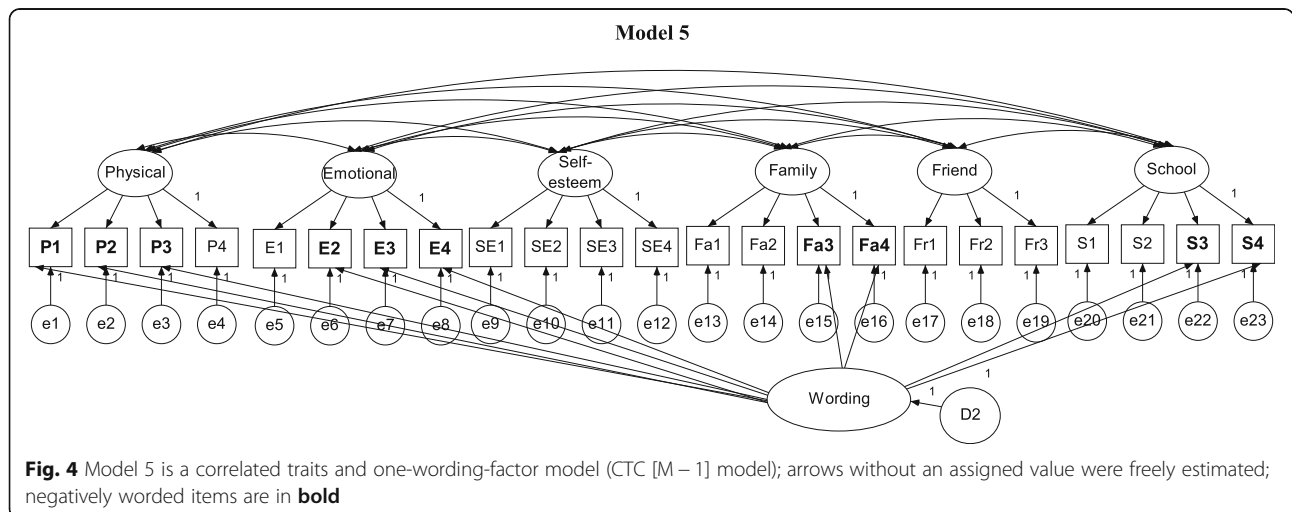 Model 5
Physical Emotional Self-esteem Family Friend School
1 1 1 1 1 1
P1 P2 P3 P4 E1 E2 E3 E4 SE1 SE2 SE3 SE4 Fa1 Fa2 Fa3 Fa4 Fr1 Fr2 Fr3 S1 S2 S3 S4
1 1 1 1 1 1 1 1 1 1 1 1 1 1 1 1 1 1 1 1 1 1 1
e1 e2 e3 e4 e5 e6 e7 e8 e9 e10 e11 e12 e13 e14 e15 e16 e17 e18 e19 e20 e21 e22 e23
1
Wording 1 D2
Fig. 4 Model 5 is a correlated traits and one-wording-factor model (CTC [M − 1] model); arrows without an assigned value were freely estimated;
negatively worded items are in bold